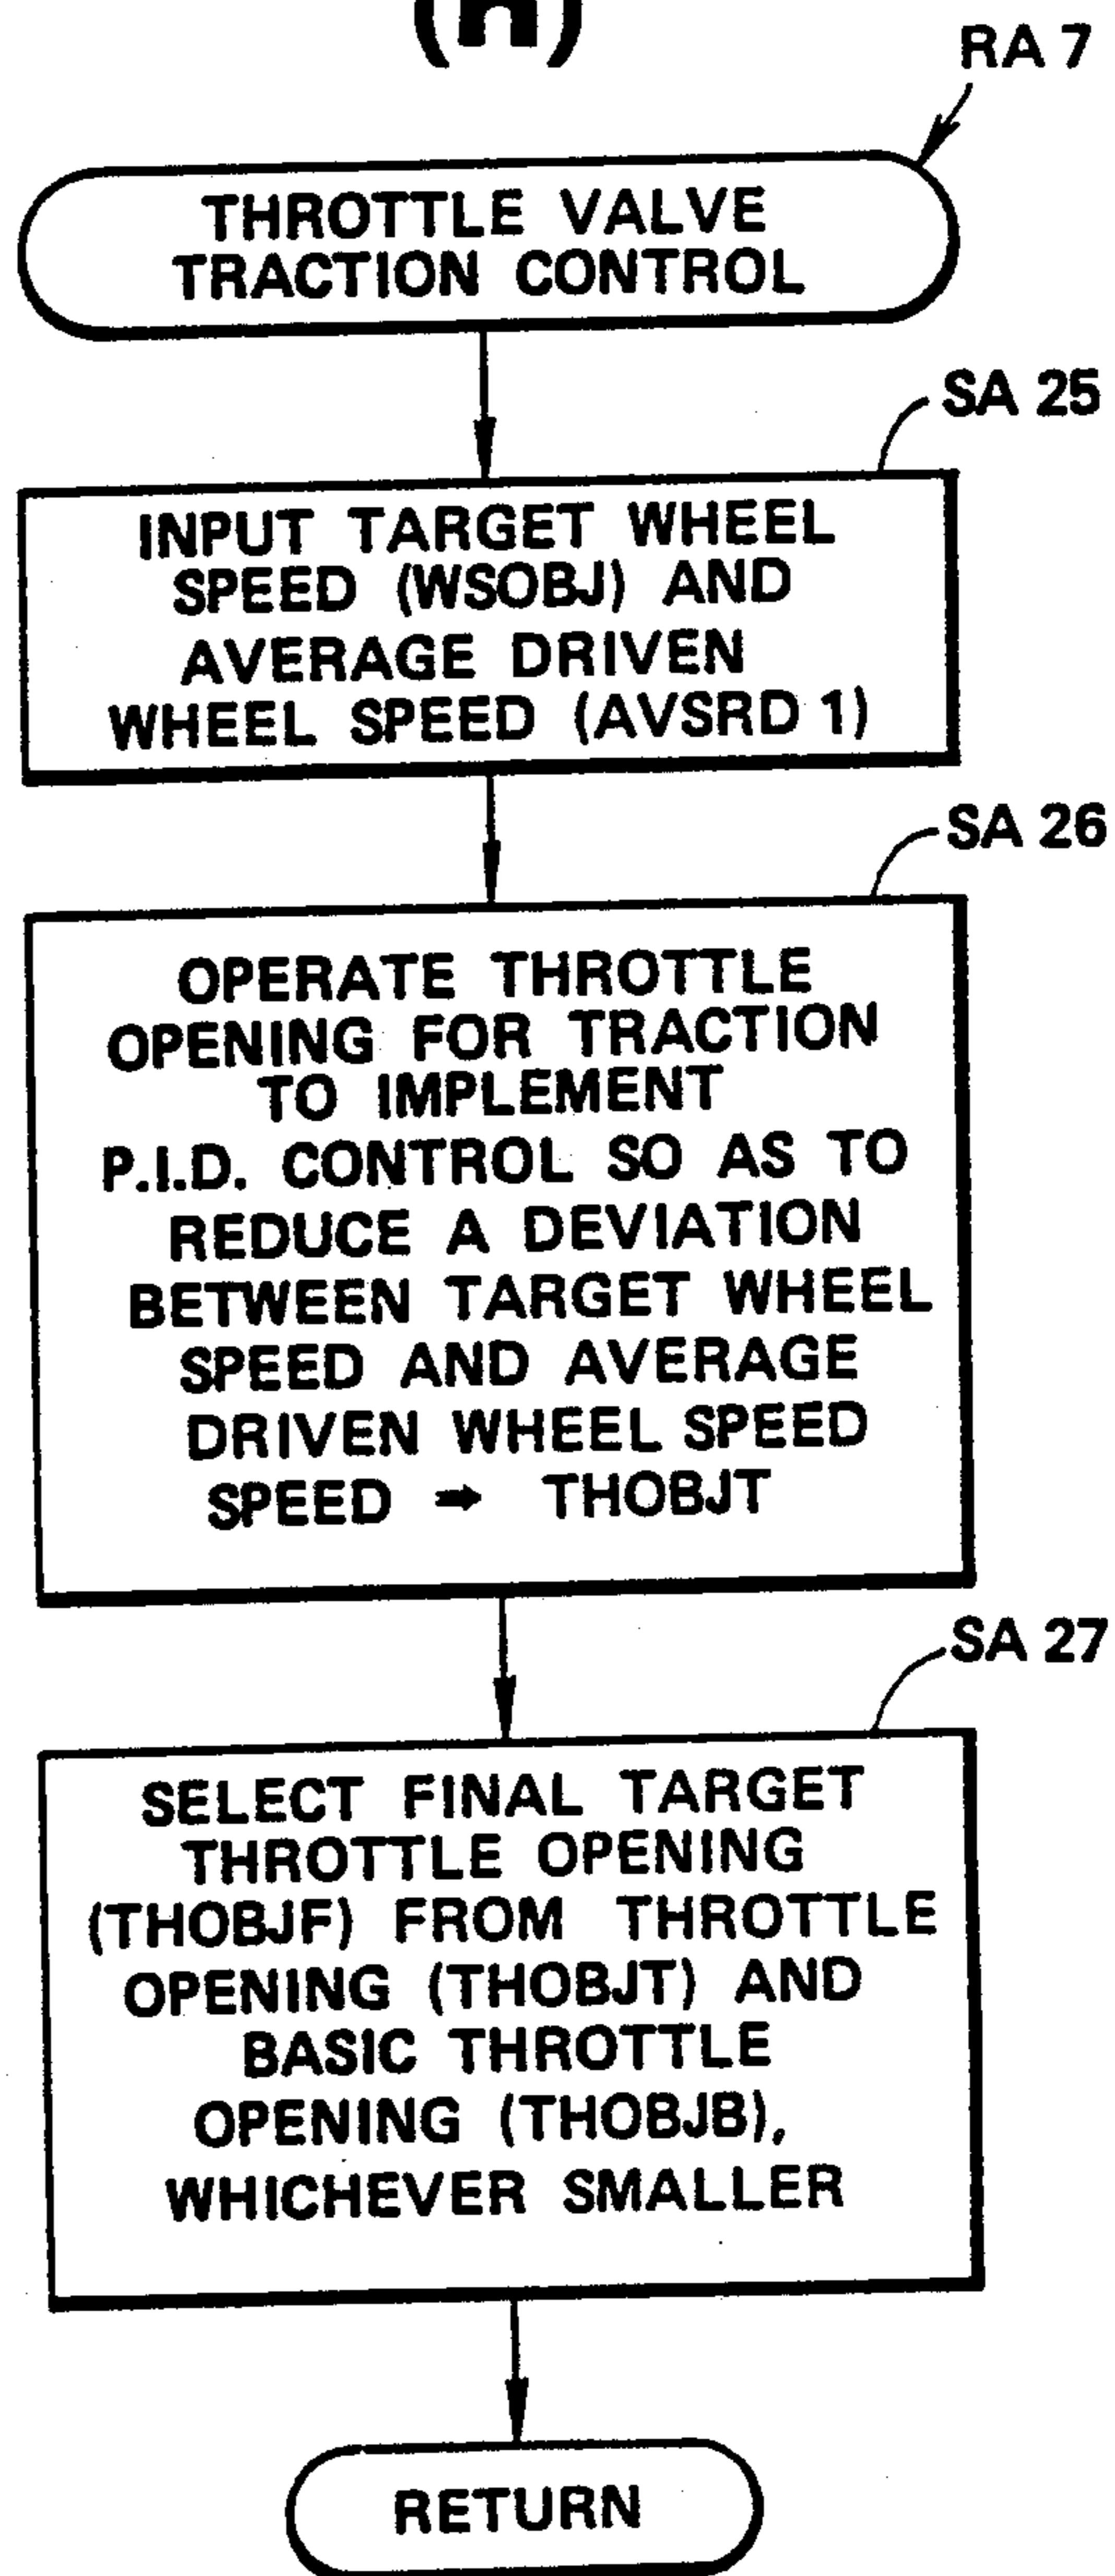 (H)
RA 7
THROTTLE VALVE
TRACTION CONTROL
SA 25
INPUT TARGET WHEEL
SPEED (WSOBJ) AND
AVERAGE DRIVEN
WHEEL SPEED (AVSRD 1)
SA 26
OPERATE THROTTLE
OPENING FOR TRACTION
TO IMPLEMENT
P.I.D. CONTROL SO AS TO
REDUCE A DEVIATION
BETWEEN TARGET WHEEL
SPEED AND AVERAGE
DRIVEN WHEEL SPEED
SPEED ➡ THOBJT
SA 27
SELECT FINAL TARGET
THROTTLE OPENING
(THOBJF) FROM THROTTLE
OPENING (THOBJT) AND
BASIC THROTTLE
OPENING (THOBJB),
WHICHEVER SMALLER
RETURN